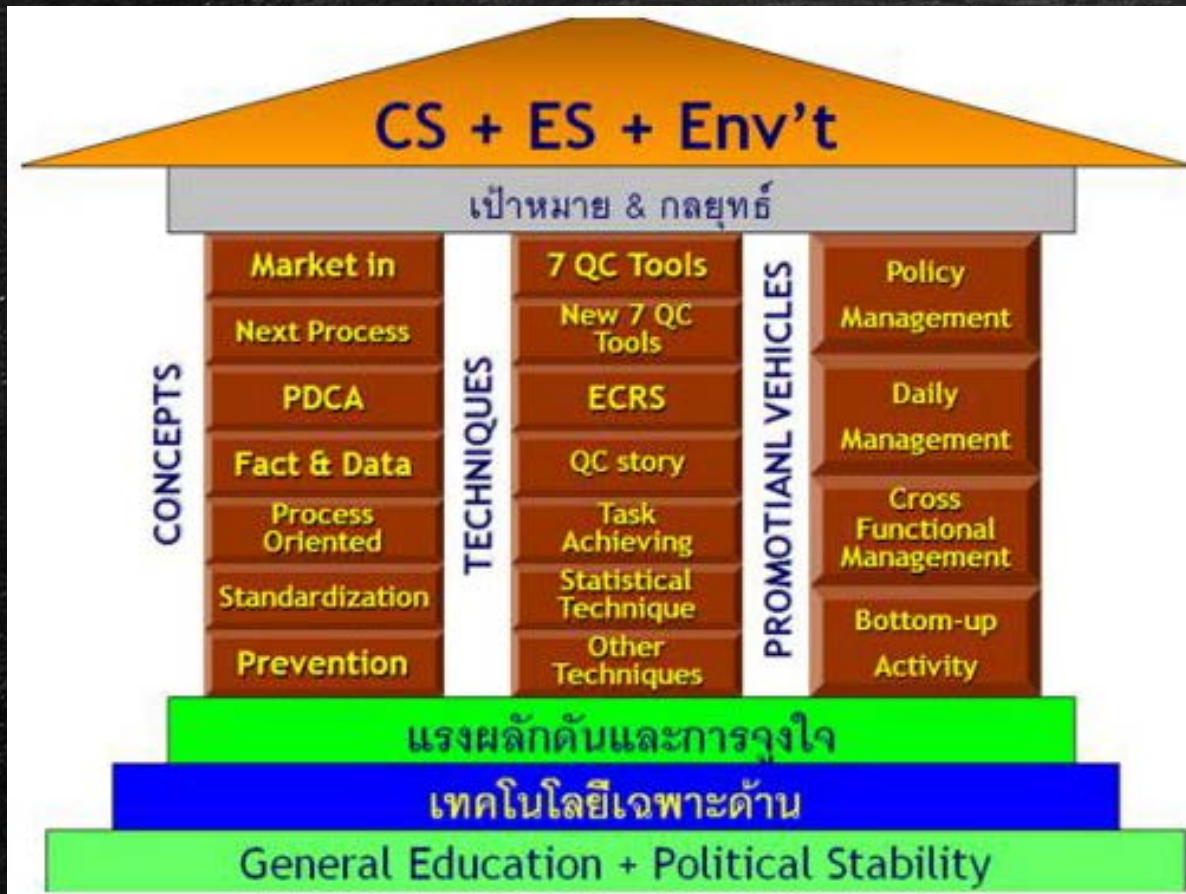 CS + ES + Env't
เป้าหมาย & กลยุทธ์
CONCEPTS
Market in
Next Process
PDCA
Fact & Data
Process
Oriented
Standardization
Prevention
TECHNIQUES
7 QC Tools
New 7 QC
Tools
ECRS
QC story
Task
Achieving
Statistical
Technique
Other
Techniques
PROMOTIANL VEHICLES
Policy
Management
Daily
Management
Cross
Functional
Management
Bottom-up
Activity
แรงผลักดันและการจูงใจ
เทคโนโลยีเฉพาะด้าน
General Education + Political Stability